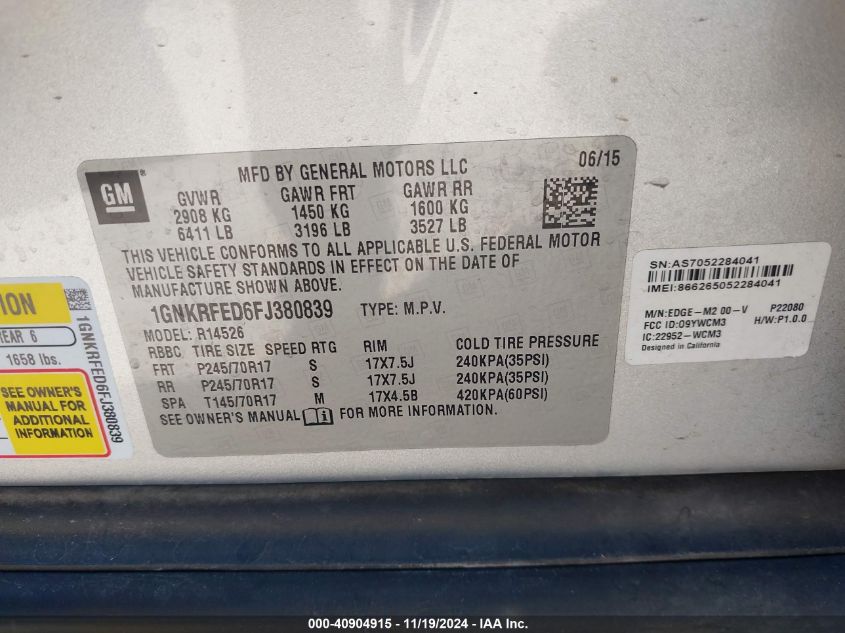 MFD BY GENERAL MOTORS LLC 06/15
GM
GVWR GAWR FRT GAWR RR
2908 KG 1450 KG 1600 KG
6411 LB 3196 LB 3527 LB
THIS VEHICLE CONFORMS TO ALL APPLICABLE U.S. FEDERAL MOTOR
VEHICLE SAFETY STANDARDS IN EFFECT ON THE DATE OF
MANUFACTURE SHOWN ABOVE.
1GNKRFED6FJ380839 TYPE: M.P.V.
MODEL: R14526
RBBC TIRE SIZE SPEED RTG RIM COLD TIRE PRESSURE
FRT P245/70R17 S 17X7.5J 240KPA(35PSI)
RR P245/70R17 S 17X7.5J 240KPA(35PSI)
SPA T145/70R17 M 17X4.5B 420KPA(60PSI)
SEE OWNER'S MANUAL FOR MORE INFORMATION.
EAR 6
1658 lbs.
SEE OWNER'S
MANUAL FOR
ADDITIONAL
INFORMATION
1GNKRFED6FJ380839
SN:AS7052284041
IMEI:866265052284041
M/N:EDGE-M2 00-V P22080
FCC ID:09YWCM3 H/W:P1.0.0
IC:22952-WCM3
Designed in California
000-40904915 - 11/19/2024 - IAA Inc.